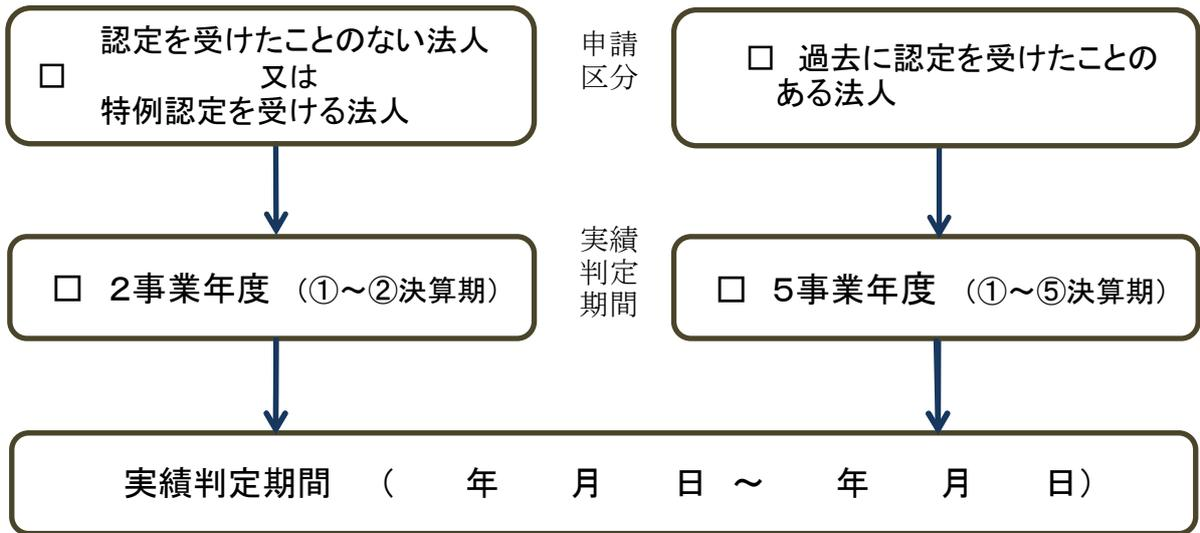 認定を受けたことのない法人
□ 又は
特例認定を受ける法人
申請
区分
□ 過去に認定を受けたことの
ある法人
□ 2事業年度 (①～②決算期)
実績
判定
期間
□ 5事業年度 (①～⑤決算期)
実績判定期間 ( 年 月 日 ～ 年 月 日)